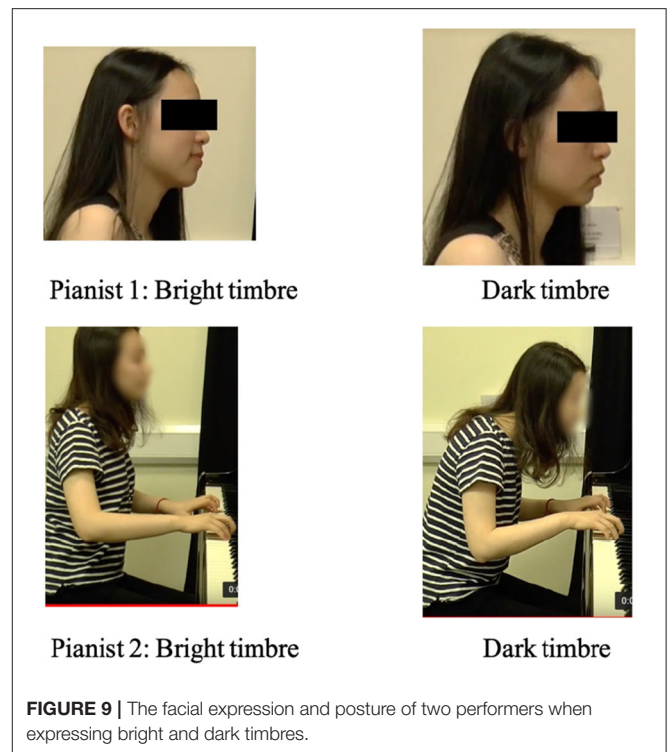 Pianist 1: Bright timbre
Dark timbre
Pianist 2: Bright timbre
Dark timbre
FIGURE 9 | The facial expression and posture of two performers when
expressing bright and dark timbres.